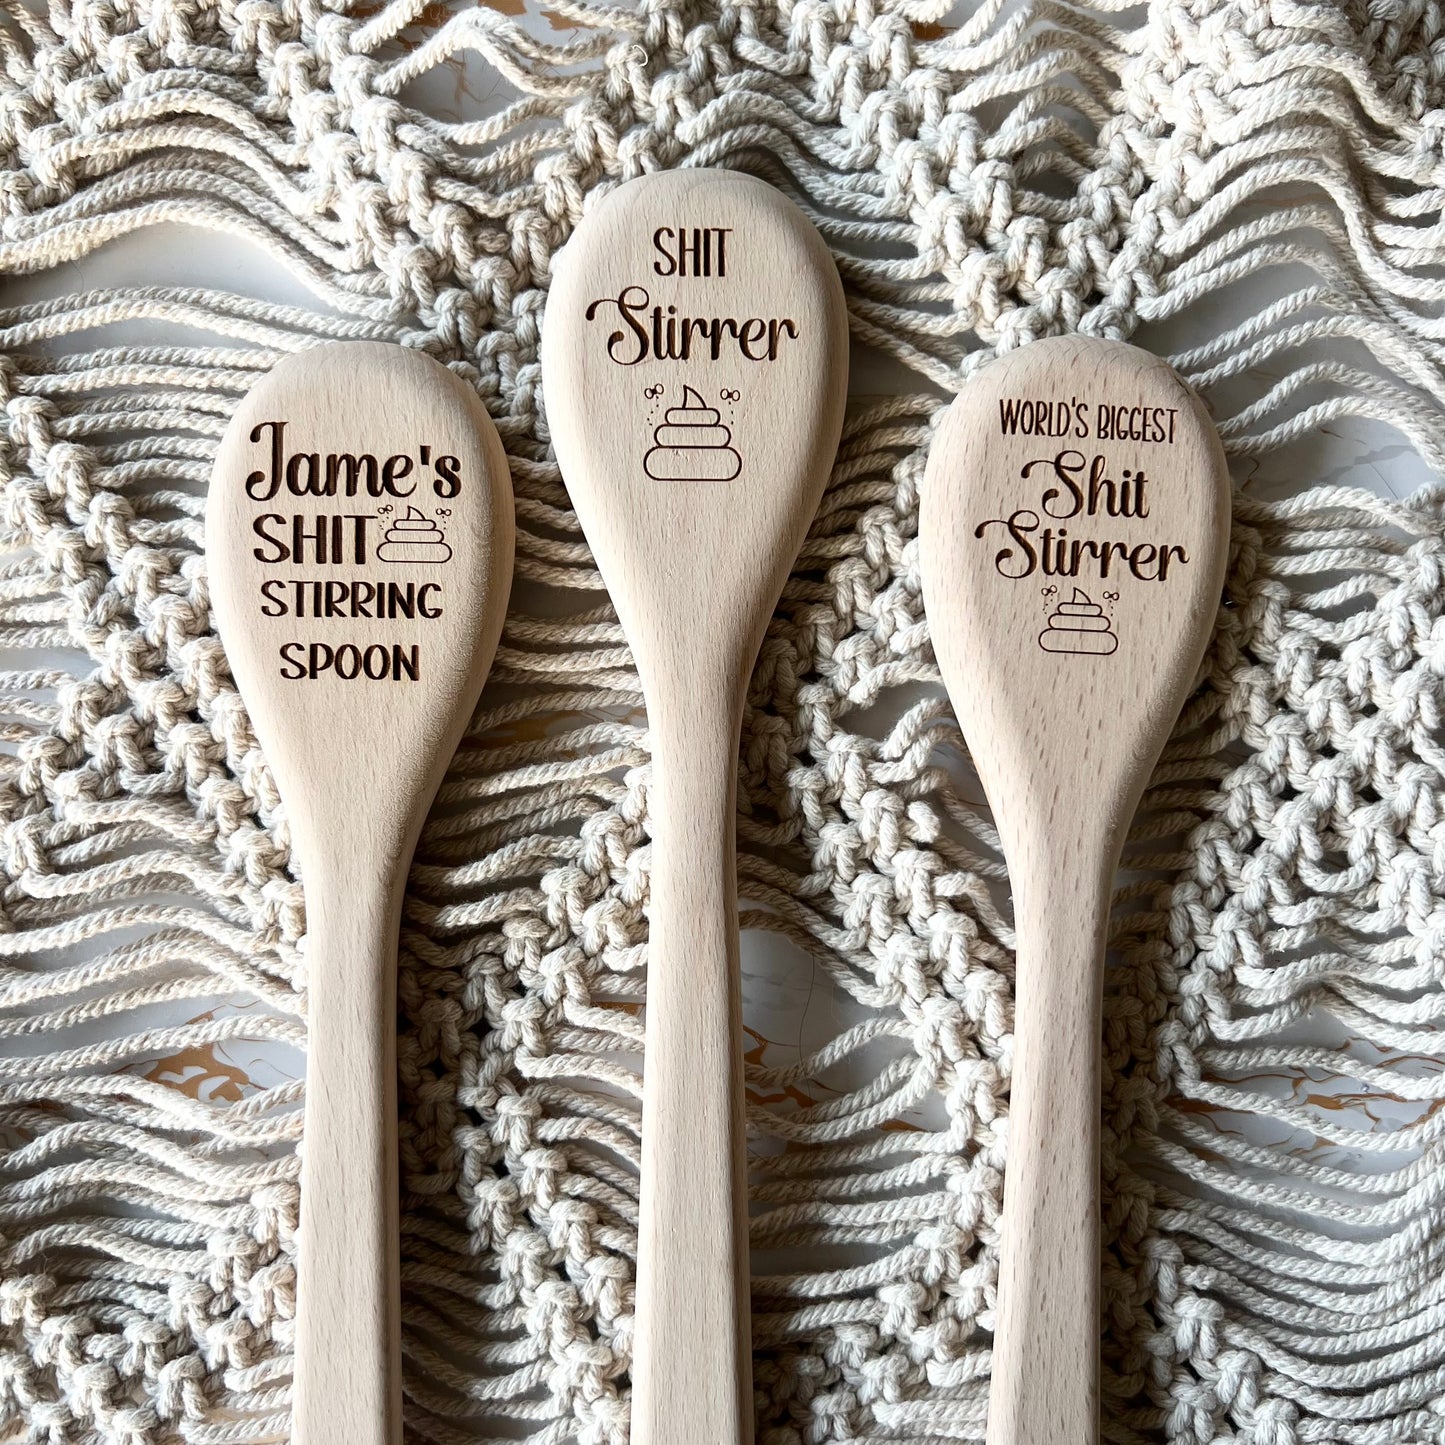 Jame's
SHIT
STIRRING
SPOON
SHIT
Stirrer
WORLD'S BIGGEST
Shit
Stirrer